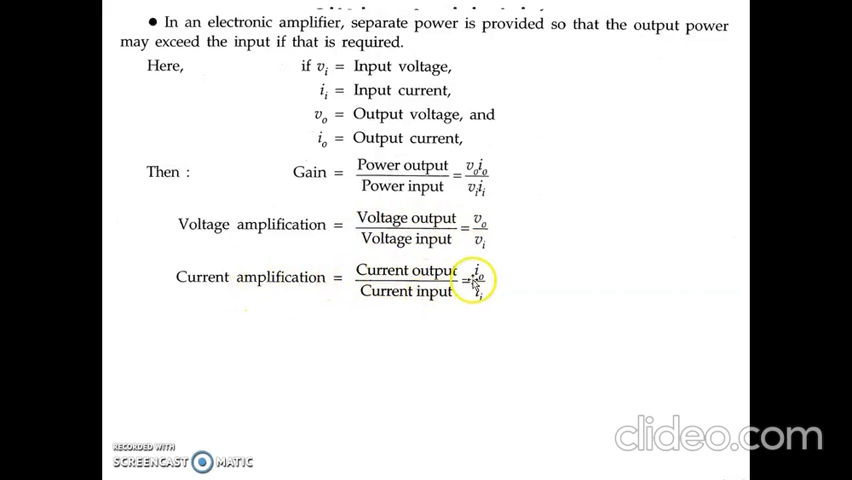 • In an electronic amplifier, separate power is provided so that the output power
may exceed the input if that is required.
Here, if vᵢ = Input voltage,
iᵢ = Input current,
vₒ = Output voltage, and
iₒ = Output current,
Then : Gain = Power output / Power input = vₒiₒ / vᵢiᵢ
Voltage amplification = Voltage output / Voltage input = vₒ / vᵢ
Current amplification = Current output / Current input = iₒ / iᵢ
clideo.com
RECORDED WITH
SCREENCAST MATIC